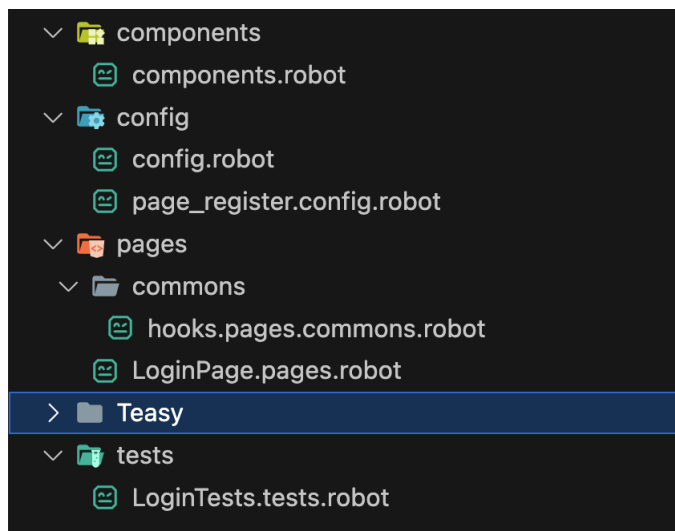 components
components.robot
config
config.robot
page_register.config.robot
pages
commons
hooks.pages.commons.robot
LoginPage.pages.robot
Teasy
tests
LoginTests.tests.robot